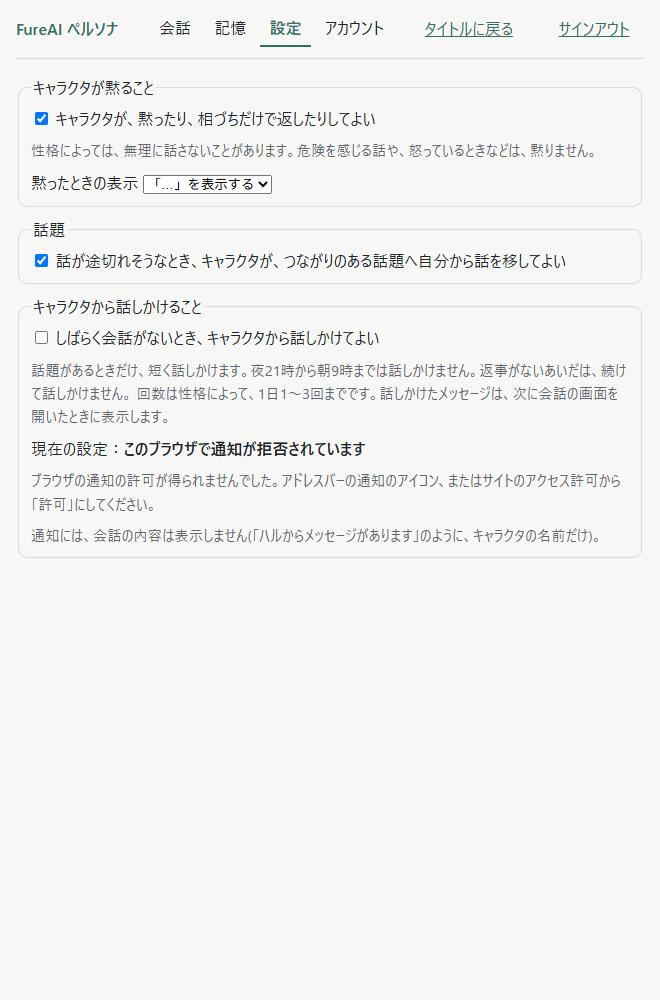 FureAI ペルソナ 会話 記憶 設定 アカウント タイトルに戻る サインアウト
キャラクタが黙ること
キャラクタが、黙ったり、相づちだけで返したりしてよい
性格によっては、無理に話さないことがあります。危険を感じる話や、怒っているときなどは、黙りません。
黙ったときの表示 「…」を表示する
話題
話が途切れそうなとき、キャラクタが、つながりのある話題へ自分から話を移してよい
キャラクタから話しかけること
しばらく会話がないとき、キャラクタから話しかけてよい
話題があるときだけ、短く話しかけます。夜21時から朝9時までは話しかけません。返事がないあいだは、続け
て話しかけません。 回数は性格によって、1日1〜3回までです。話しかけたメッセージは、次に会話の画面を
開いたときに表示します。
現在の設定：このブラウザで通知が拒否されています
ブラウザの通知の許可が得られませんでした。アドレスバーの通知のアイコン、またはサイトのアクセス許可から
「許可」にしてください。
通知には、会話の内容は表示しません(「ハルからメッセージがあります」のように、キャラクタの名前だけ)。